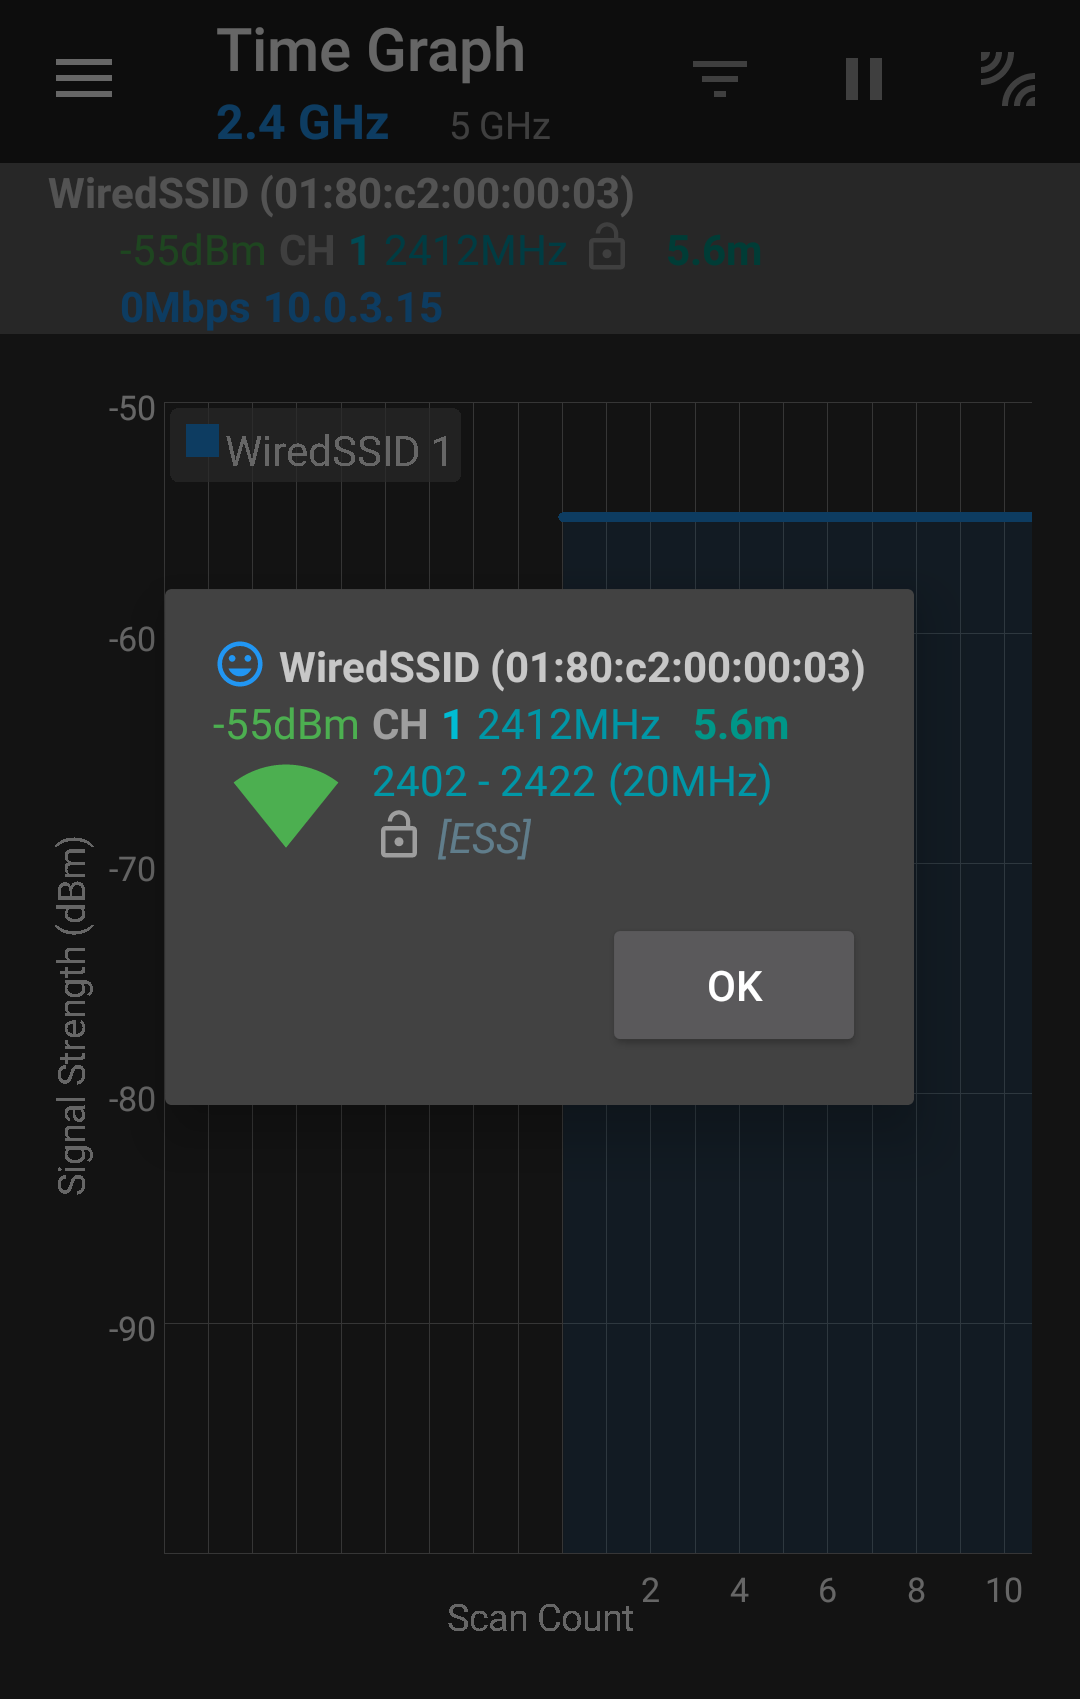 Time Graph
2.4 GHz 5 GHz
WiredSSID (01:80:c2:00:00:03)
-55dBm CH 1 2412MHz 5.6m
0Mbps 10.0.3.15
-50
WiredSSID 1
-60
WiredSSID (01:80:c2:00:00:03)
-55dBm CH 1 2412MHz 5.6m
2402 - 2422 (20MHz)
[ESS]
-70
OK
-80
Signal Strength (dBm)
-90
2 4 6 8 10
Scan Count